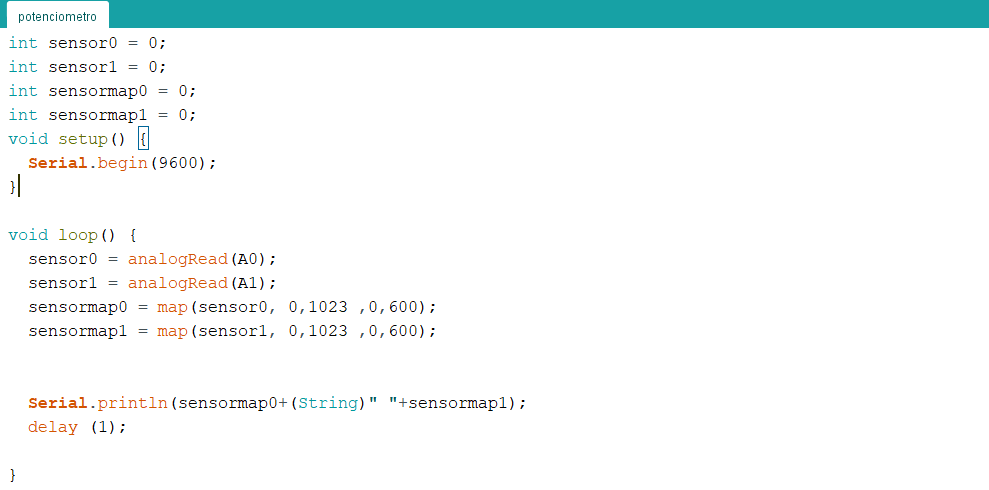 potenciometro
int sensor0 = 0;
int sensor1 = 0;
int sensormap0 = 0;
int sensormap1 = 0;
void setup() {
  Serial.begin(9600);
}
void loop() {
  sensor0 = analogRead(A0);
  sensor1 = analogRead(A1);
  sensormap0 = map(sensor0, 0,1023 ,0,600);
  sensormap1 = map(sensor1, 0,1023 ,0,600);
  Serial.println(sensormap0+(String)" "+sensormap1);
  delay (1);
}